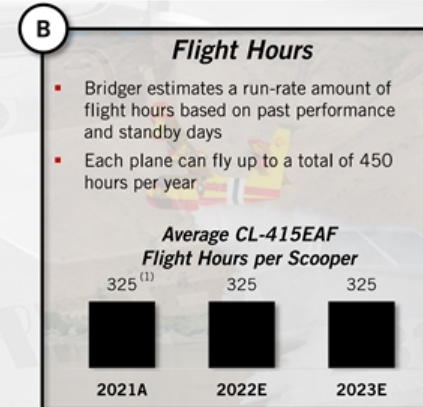 B
Flight Hours
▪ Bridger estimates a run-rate amount of
flight hours based on past performance
and standby days
▪ Each plane can fly up to a total of 450
hours per year
Average CL-415EAF
Flight Hours per Scooper
325 (1) 325 325
2021A 2022E 2023E